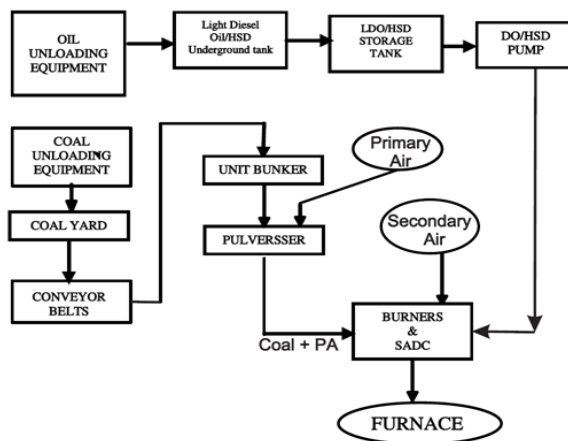 OIL
UNLOADING
EQUIPMENT
Light Diesel
Oil/HSD
Underground tank
LDO/HSD
STORAGE
TANK
DO/HSD
PUMP
COAL
UNLOADING
EQUIPMENT
COAL YARD
CONVEYOR
BELTS
UNIT BUNKER
PULVERSSER
Primary
Air
Secondary
Air
Coal + PA
BURNERS
&
SADC
FURNACE